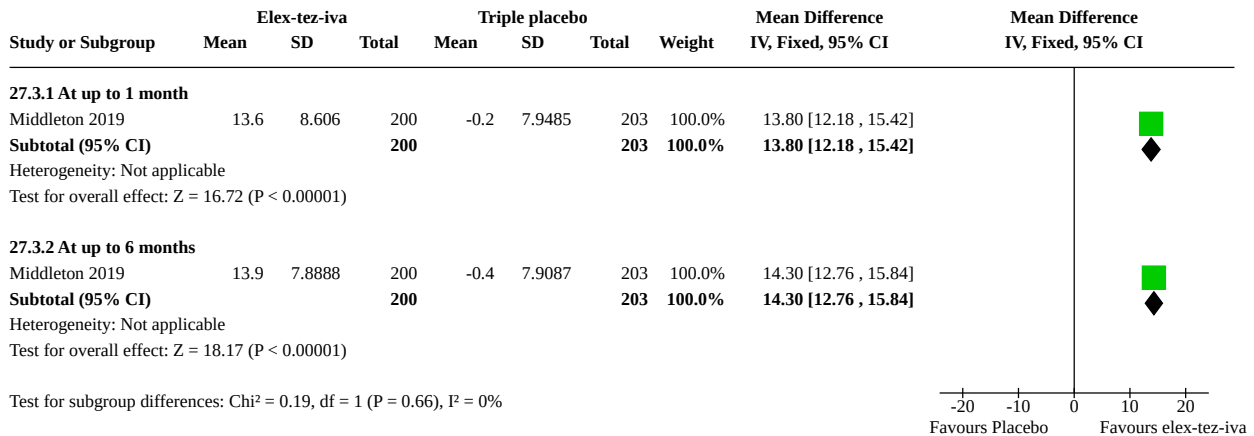 Elex-tez-iva Triple placebo Mean Difference Mean Difference
Study or Subgroup Mean SD Total Mean SD Total Weight IV, Fixed, 95% CI IV, Fixed, 95% CI
27.3.1 At up to 1 month
Middleton 2019 13.6 8.606 200 -0.2 7.9485 203 100.0% 13.80 [12.18 , 15.42]
Subtotal (95% CI) 200 203 100.0% 13.80 [12.18 , 15.42]
Heterogeneity: Not applicable
Test for overall effect: Z = 16.72 (P < 0.00001)
27.3.2 At up to 6 months
Middleton 2019 13.9 7.8888 200 -0.4 7.9087 203 100.0% 14.30 [12.76 , 15.84]
Subtotal (95% CI) 200 203 100.0% 14.30 [12.76 , 15.84]
Heterogeneity: Not applicable
Test for overall effect: Z = 18.17 (P < 0.00001)
Test for subgroup differences: Chi² = 0.19, df = 1 (P = 0.66), I² = 0%
-20 -10 0 10 20
Favours Placebo Favours elex-tez-iva